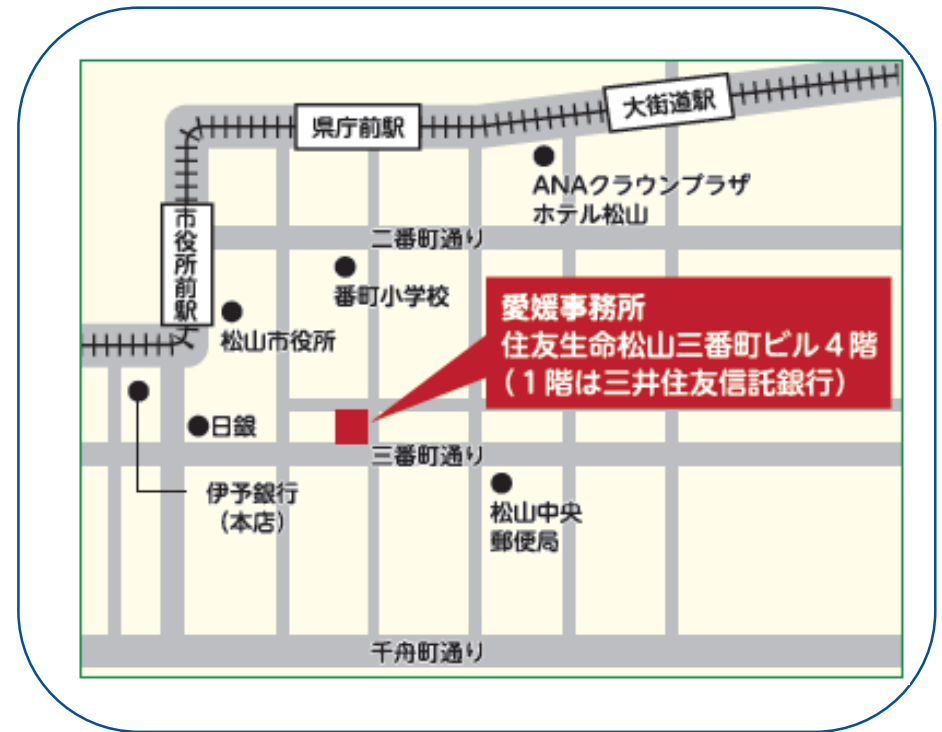 大街道駅
県庁前駅
ANAクラウンプラザ
ホテル松山
市役所前駅
二番町通り
番町小学校
愛媛事務所
住友生命松山三番町ビル４階
（１階は三井住友信託銀行）
松山市役所
日銀
三番町通り
伊予銀行
（本店）
松山中央
郵便局
千舟町通り